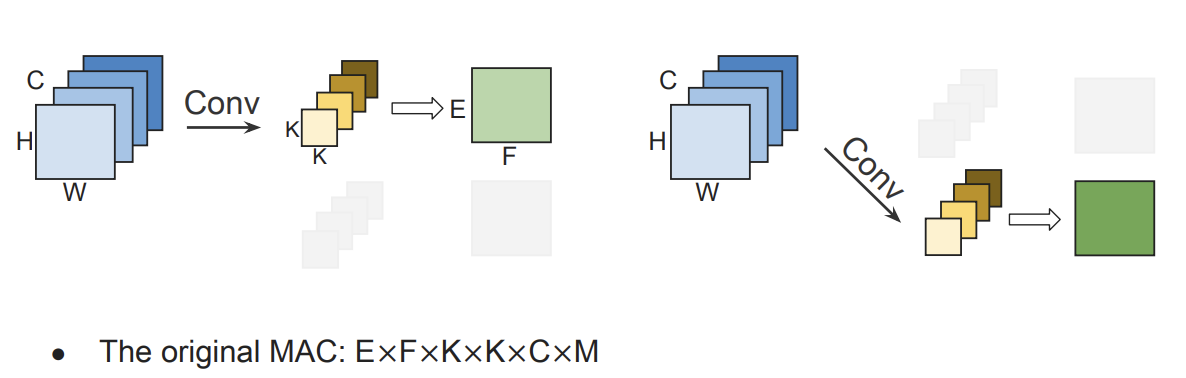 C
H
W
Conv
K
K
E
F
C
H
W
Conv
● The original MAC: E×F×K×K×C×M